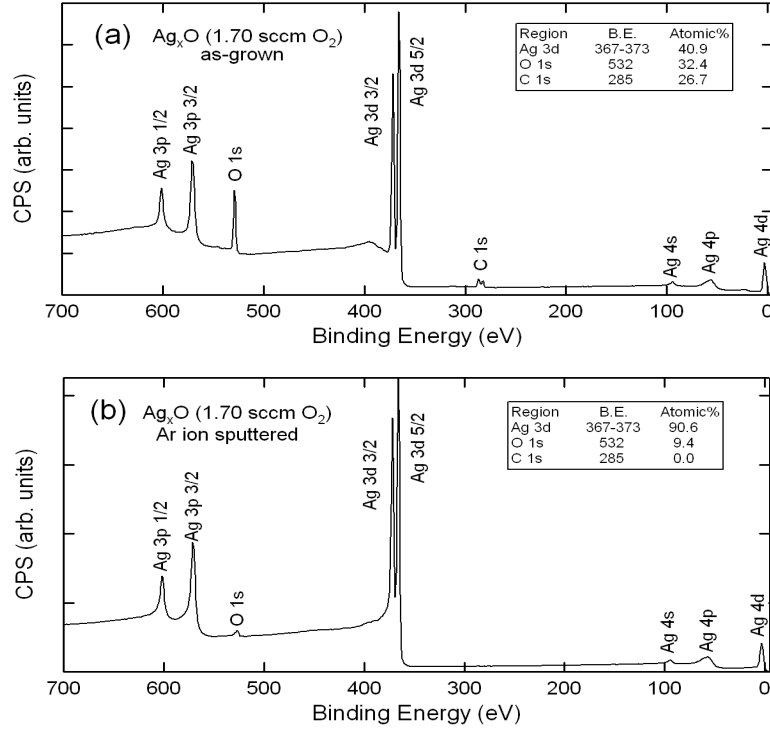 (a)
AgₓO (1.70 sccm O₂)
as-grown
Region B.E. Atomic%
Ag 3d 367-373 40.9
O 1s 532 32.4
C 1s 285 26.7
Ag 3p 1/2
Ag 3p 3/2
O 1s
Ag 3d 3/2
Ag 3d 5/2
C 1s
Ag 4s
Ag 4p
Ag 4d
CPS (arb. units)
700 600 500 400 300 200 100 0
Binding Energy (eV)
(b)
AgₓO (1.70 sccm O₂)
Ar ion sputtered
Region B.E. Atomic%
Ag 3d 367-373 90.6
O 1s 532 9.4
C 1s 285 0.0
Ag 3p 1/2
Ag 3p 3/2
O 1s
Ag 3d 3/2
Ag 3d 5/2
Ag 4s
Ag 4p
Ag 4d
CPS (arb. units)
700 600 500 400 300 200 100 0
Binding Energy (eV)